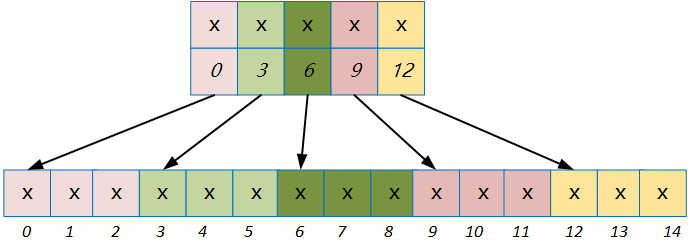 x x x x x
0 3 6 9 12
x x x x x x x x x x x x x x x
0 1 2 3 4 5 6 7 8 9 10 11 12 13 14